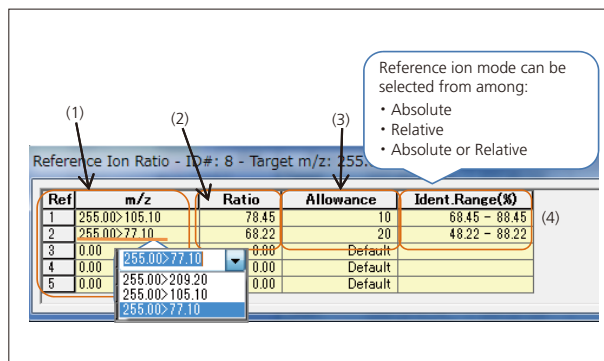 Reference ion mode can be
selected from among:
• Absolute
• Relative
• Absolute or Relative
(1)
(2)
(3)
Reference Ion Ratio - ID#: 8 - Target m/z: 255.
Ref m/z Ratio Allowance Ident.Range(%)
1 255.00>105.10 78.45 10 68.45 - 88.45
2 255.00>77.10 68.22 20 48.22 - 88.22
(4)
3 0.00 0.00 Default
4 0.00 0.00 Default
5 0.00 0.00 Default
255.00>77.10
255.00>209.20
255.00>105.10
255.00>77.10